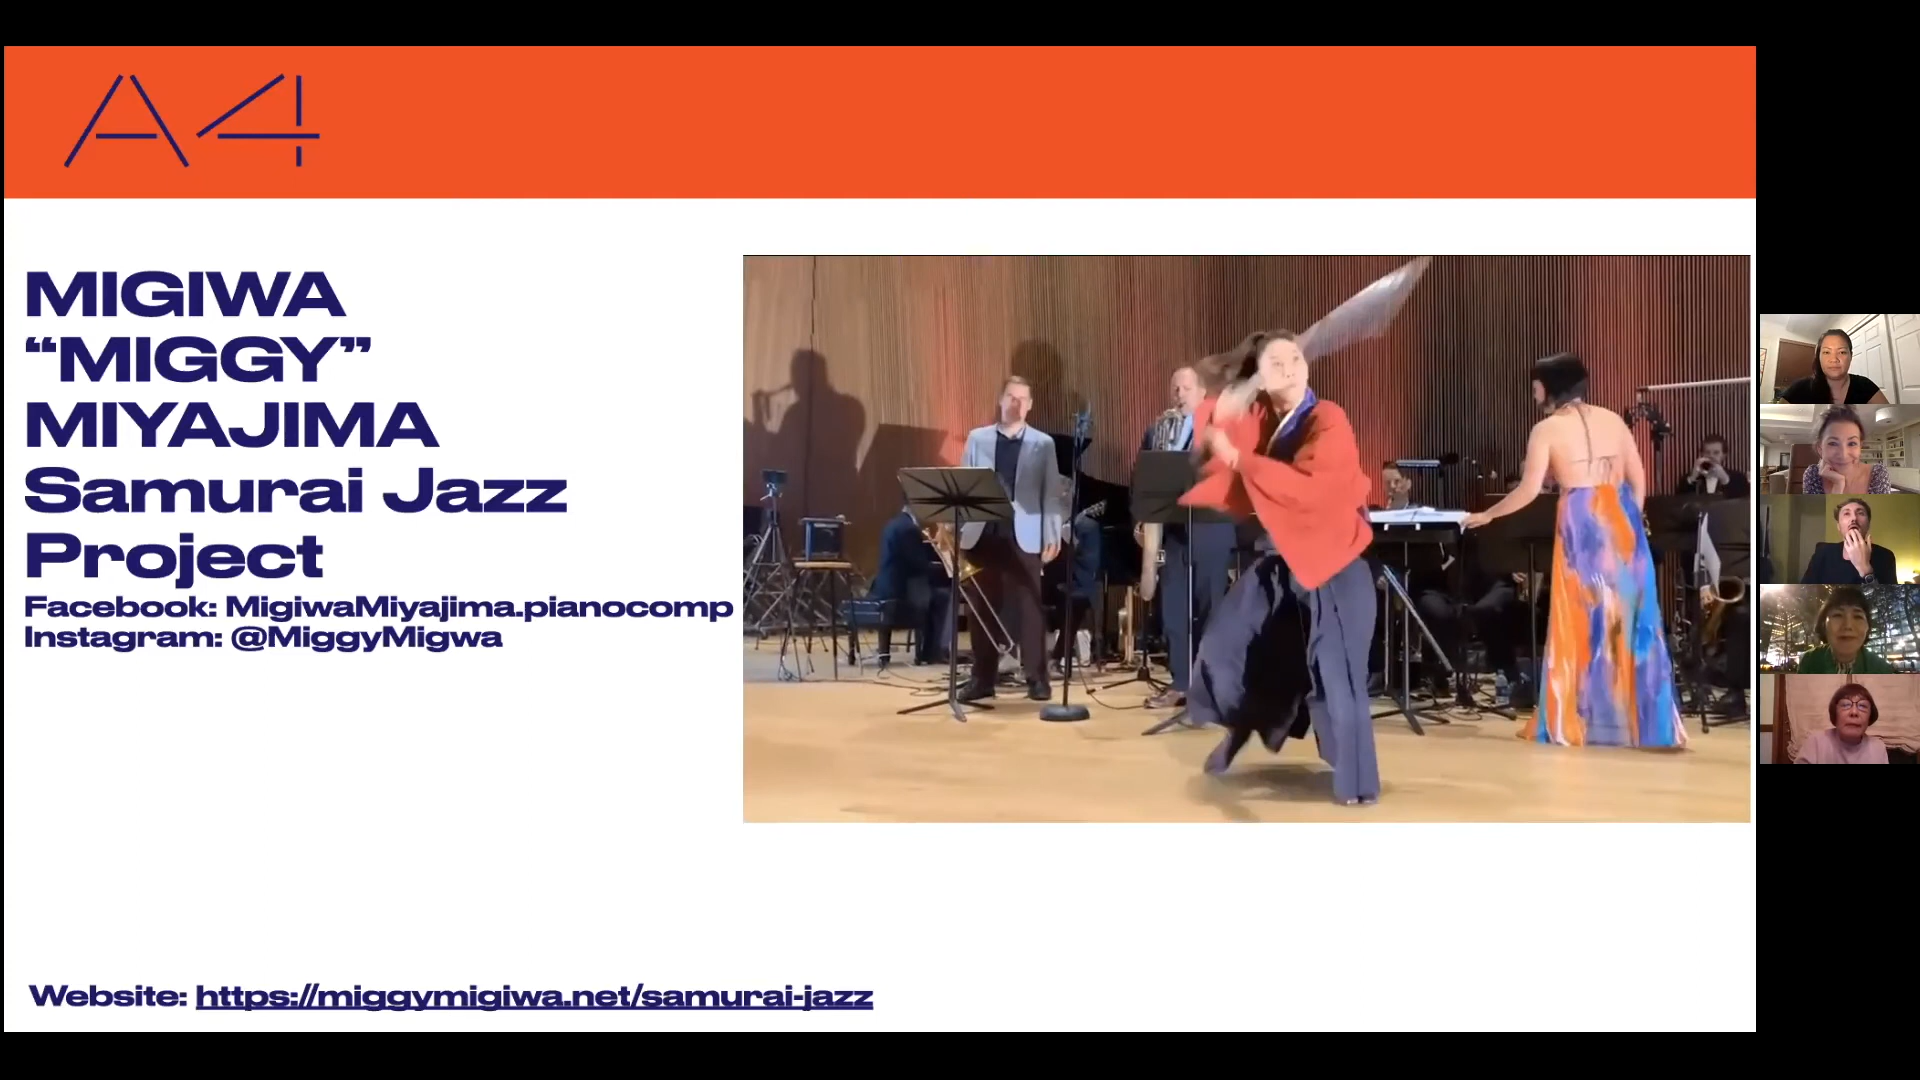 A4
MIGIWA
“MIGGY”
MIYAJIMA
Samurai Jazz
Project
Facebook: MigiwaMiyajima.pianocomp
Instagram: @MiggyMigwa
Website: https://miggymigiwa.net/samurai-jazz